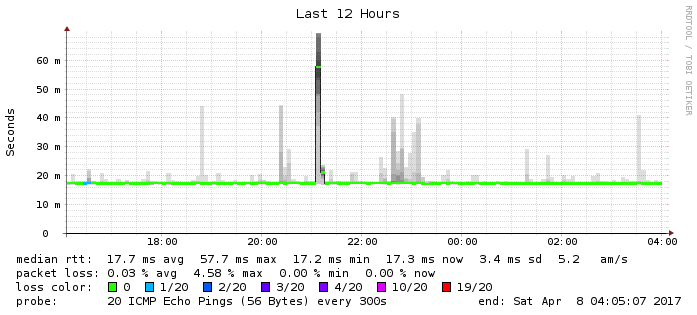 Last 12 Hours
RRDTOOL / TOBI OETIKER
Seconds
60 m
50 m
40 m
30 m
20 m
10 m
0
18:00 20:00 22:00 00:00 02:00 04:00
median rtt: 17.7 ms avg 57.7 ms max 17.2 ms min 17.3 ms now 3.4 ms sd 5.2 am/s
packet loss: 0.03 % avg 4.58 % max 0.00 % min 0.00 % now
loss color: 0 1/20 2/20 3/20 4/20 10/20 19/20
probe: 20 ICMP Echo Pings (56 Bytes) every 300s end: Sat Apr 8 04:05:07 2017